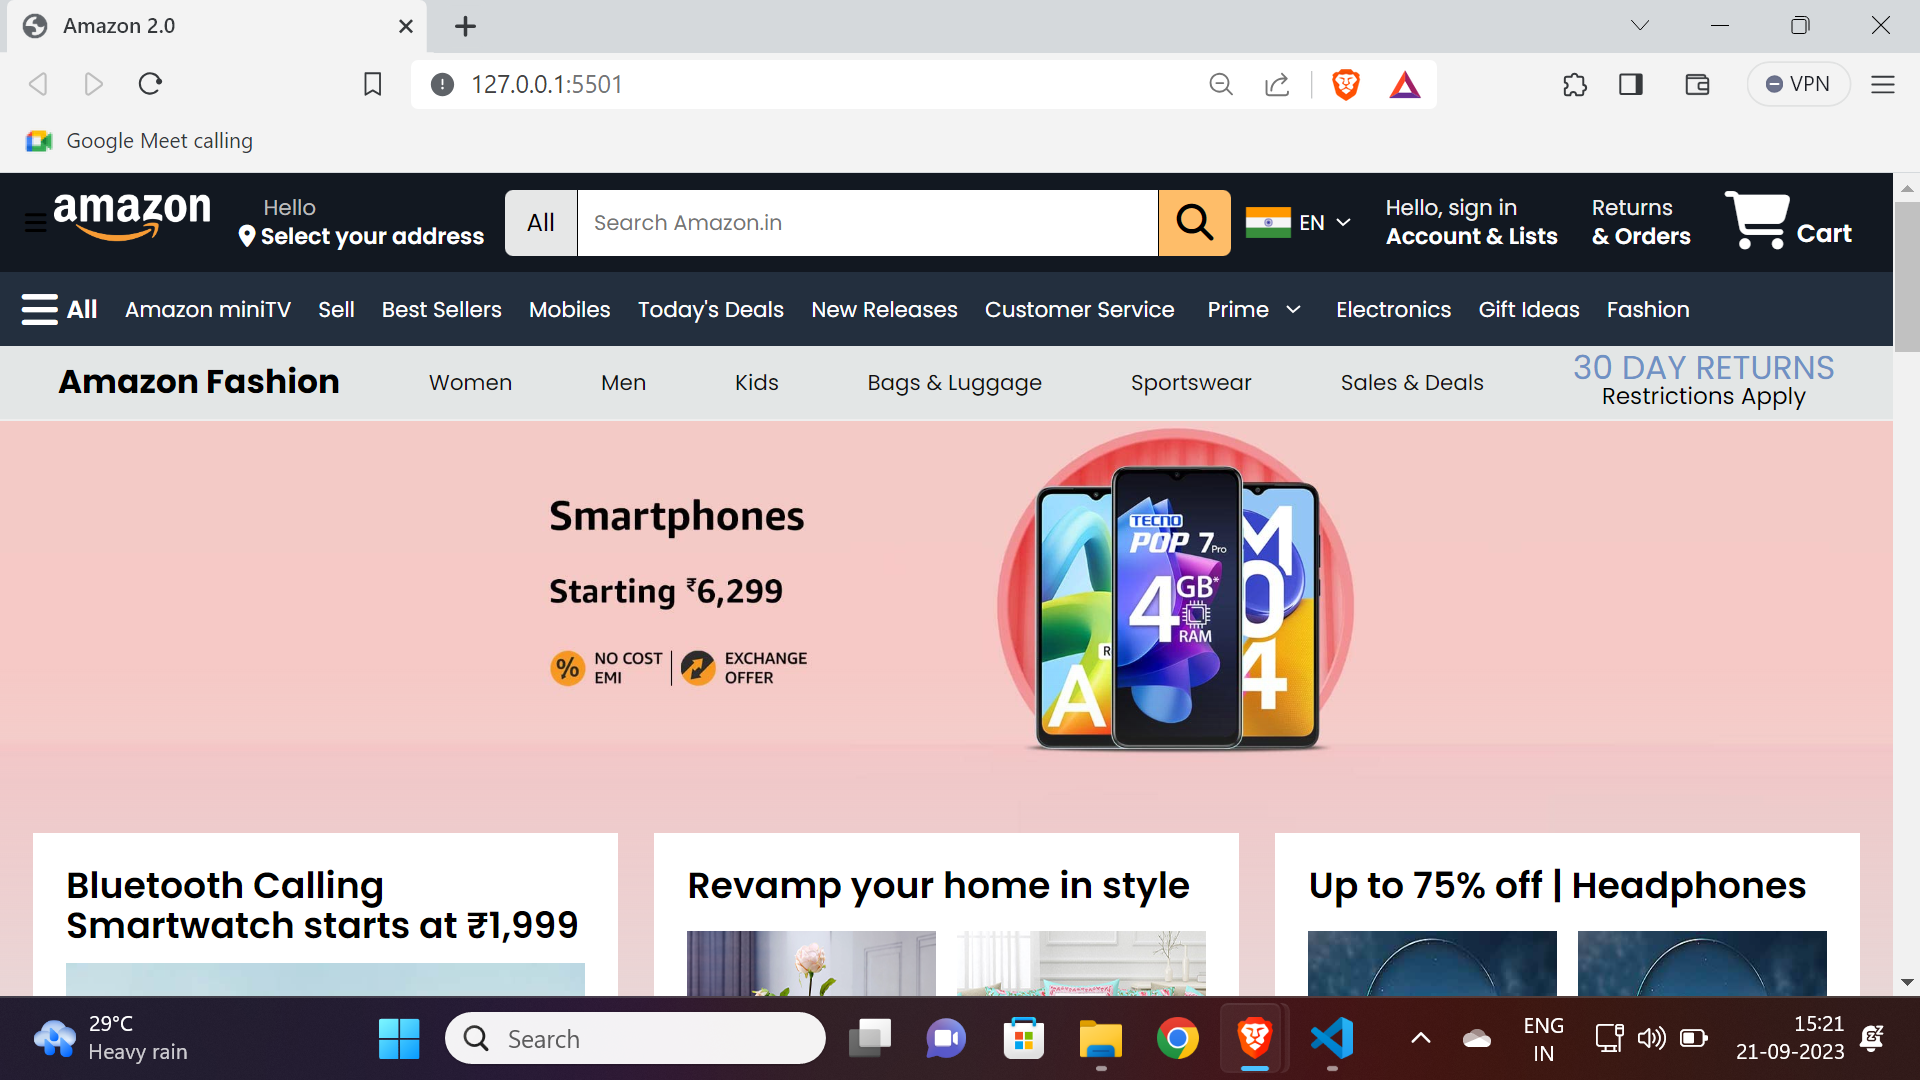 Amazon 2.0
127.0.0.1:5501
VPN
Google Meet calling
amazon
Hello
Select your address
All
Search Amazon.in
EN
Hello, sign in
Account & Lists
Returns
& Orders
Cart
All Amazon miniTV Sell Best Sellers Mobiles Today's Deals New Releases Customer Service Prime Electronics Gift Ideas Fashion
Amazon Fashion Women Men Kids Bags & Luggage Sportswear Sales & Deals
30 DAY RETURNS
Restrictions Apply
Smartphones
Starting ₹6,299
NO COST
EMI
EXCHANGE
OFFER
A
R
TECNO
POP 7 Pro
4 GB*
RAM
M
0
4
Bluetooth Calling
Smartwatch starts at ₹1,999
Revamp your home in style
Up to 75% off | Headphones
29°C
Heavy rain
Search
ENG
IN
15:21
21-09-2023